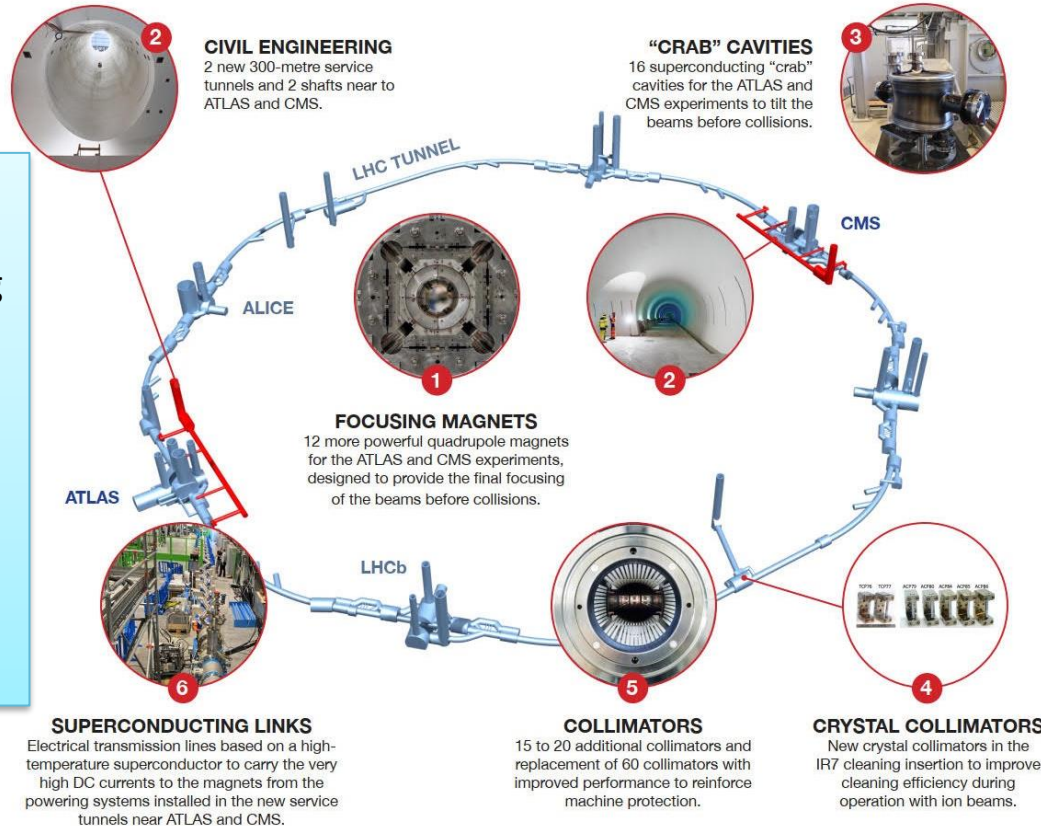 2
CIVIL ENGINEERING
2 new 300-metre service
tunnels and 2 shafts near to
ATLAS and CMS.
"CRAB" CAVITIES
16 superconducting “crab”
cavities for the ATLAS and
CMS experiments to tilt the
beams before collisions.
3
LHC TUNNEL
CMS
ALICE
1
2
FOCUSING MAGNETS
12 more powerful quadrupole magnets
for the ATLAS and CMS experiments,
designed to provide the final focusing
of the beams before collisions.
ATLAS
LHCb
6
SUPERCONDUCTING LINKS
Electrical transmission lines based on a high-
temperature superconductor to carry the very
high DC currents to the magnets from the
powering systems installed in the new service
tunnels near ATLAS and CMS.
5
COLLIMATORS
15 to 20 additional collimators and
replacement of 60 collimators with
improved performance to reinforce
machine protection.
4
CRYSTAL COLLIMATORS
New crystal collimators in the
IR7 cleaning insertion to improve
cleaning efficiency during
operation with ion beams.